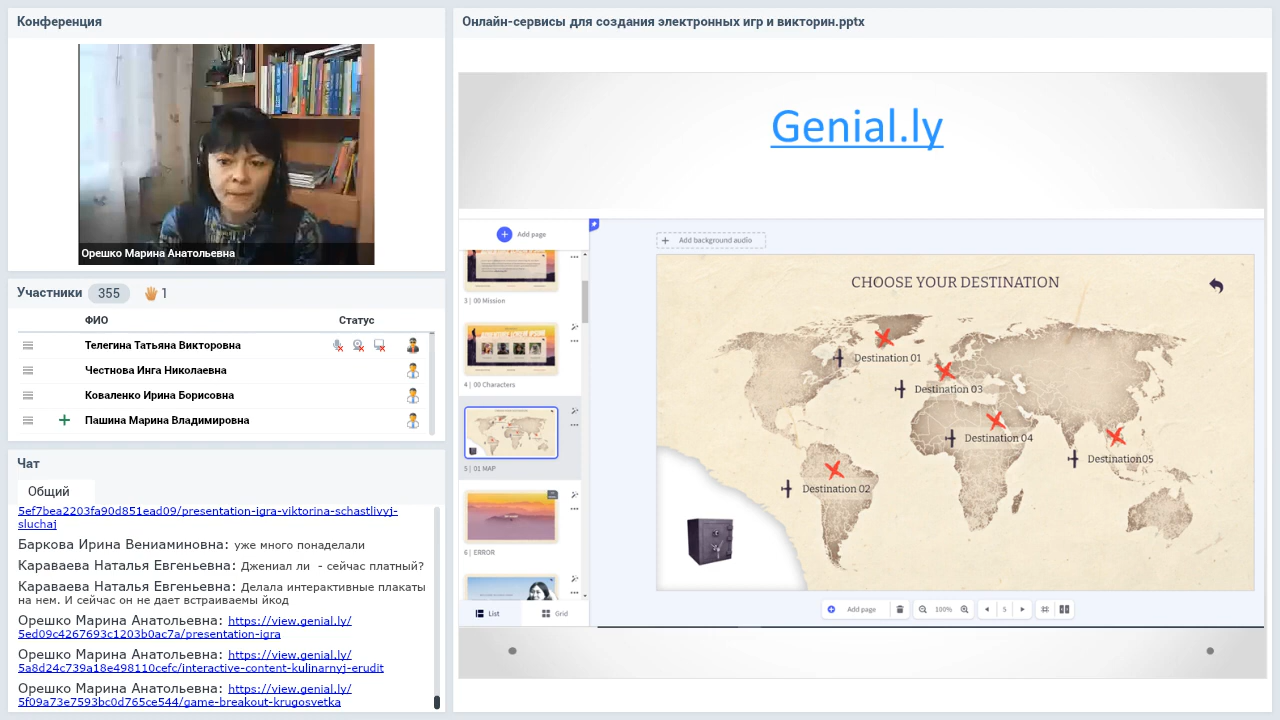 Конференция
Орешко Марина Анатольевна
Участники 355 1
ФИО Статус
Телегина Татьяна Викторовна
Честнова Инга Николаевна
Коваленко Ирина Борисовна
Пашина Марина Владимировна
Чат
Общий
5ef7bea2203fa90d851ead09/presentation-igra-viktorina-schastlivyj-
sluchaj
Баркова Ирина Вениаминовна: уже много понаделали
Караваева Наталья Евгеньевна: Джениал ли - сейчас платный?
Караваева Наталья Евгеньевна: Делала интерактивные плакаты
на нем. И сейчас он не дает встраиваемы йкод
Орешко Марина Анатольевна: https://view.genial.ly/
5ed09c4267693c1203b0ac7a/presentation-igra
Орешко Марина Анатольевна: https://view.genial.ly/
5a8d24c739a18e498110cefc/interactive-content-kulinarnyj-erudit
Орешко Марина Анатольевна: https://view.genial.ly/
5f09a73e7593bc0d765ce544/game-breakout-krugosvetka
Онлайн-сервисы для создания электронных игр и викторин.pptx
Genial.ly
Add page
3 | 00 Mission
4 | 00 Characters
5 | 01 MAP
6 | ERROR
List Grid
Add background audio
CHOOSE YOUR DESTINATION
Destination 01
Destination 03
Destination 04
Destination05
Destination 02
Add page 100% 5